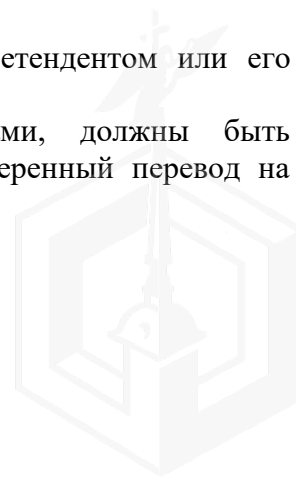 етендентом или его
ми, должны быть
еренный перевод на